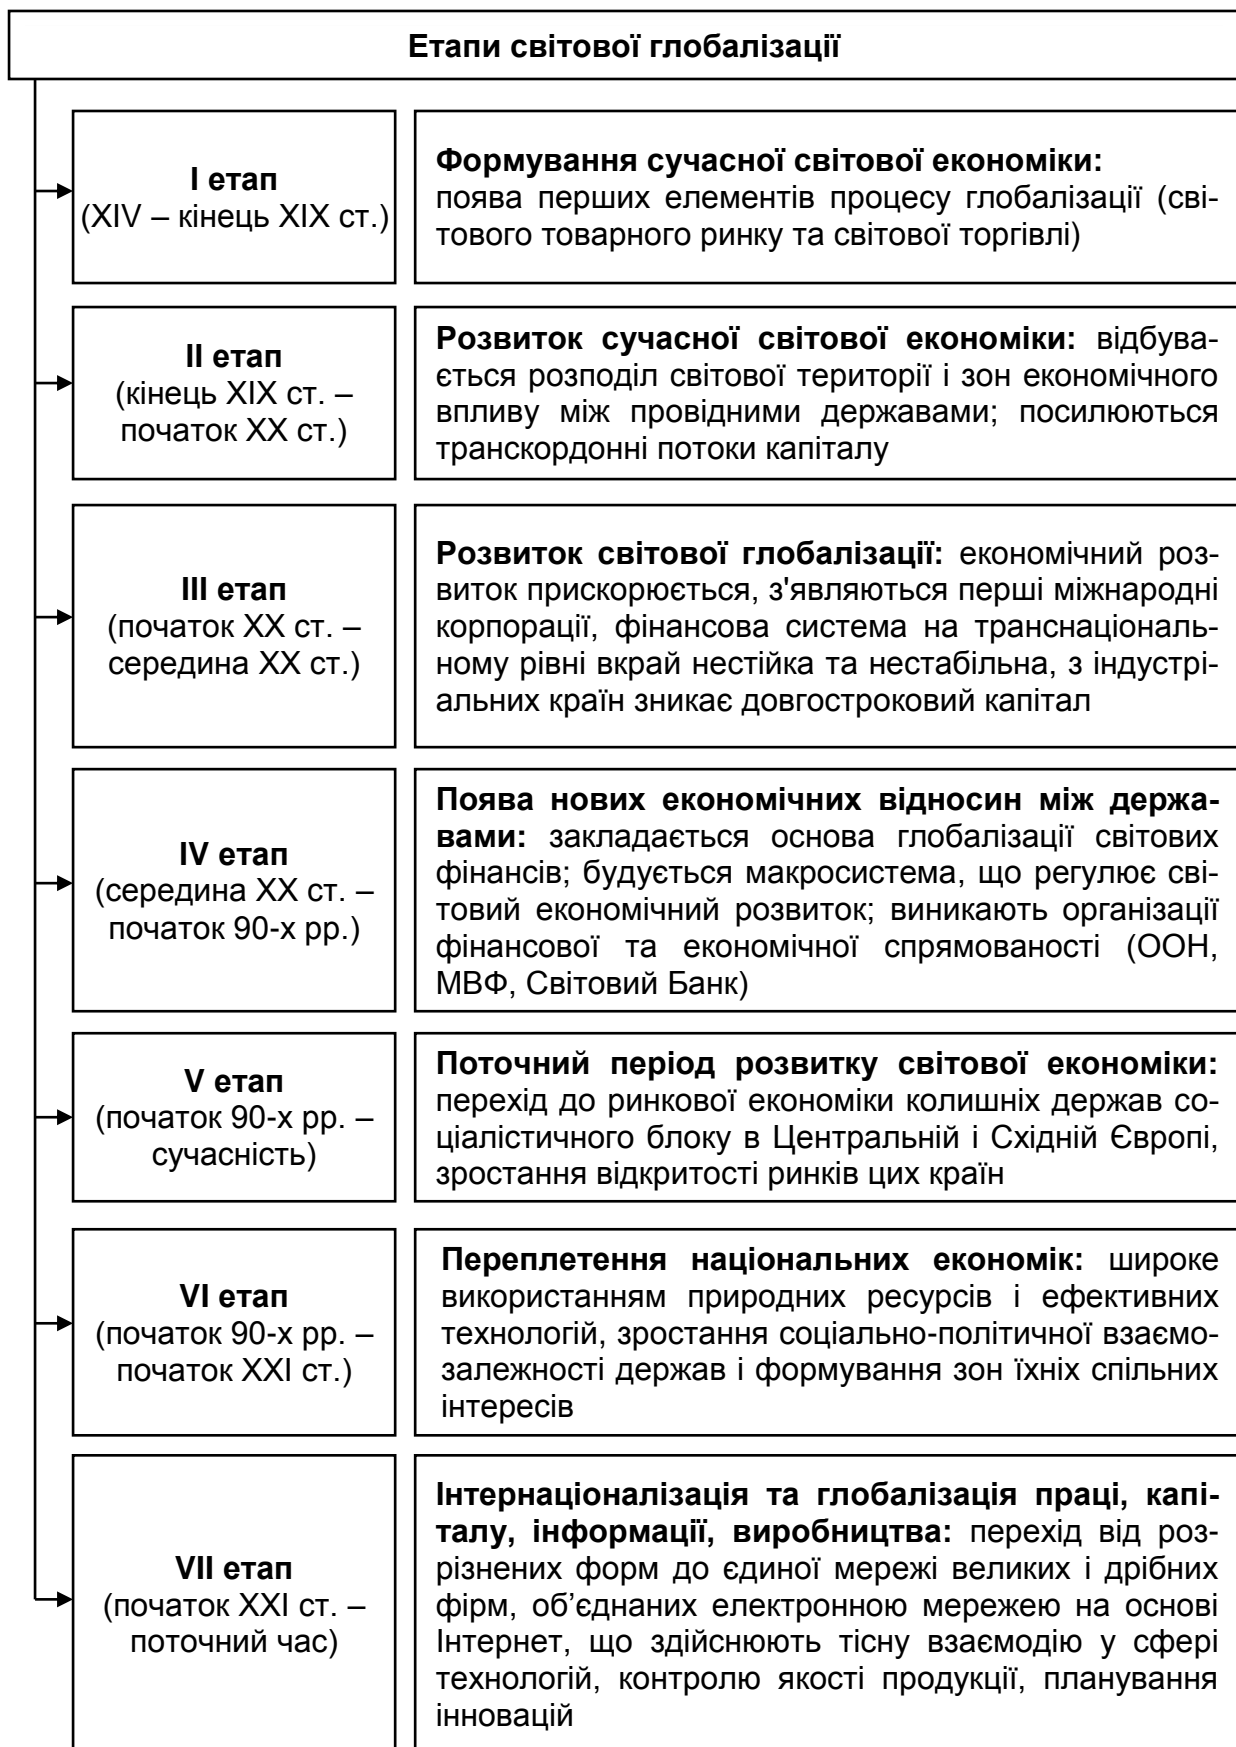 Етапи світової глобалізації
І етап
(XIV – кінець XIX ст.)
Формування сучасної світової економіки:
поява перших елементів процесу глобалізації (сві-
тового товарного ринку та світової торгівлі)
ІІ етап
(кінець XIX ст. –
початок XX ст.)
Розвиток сучасної світової економіки: відбува-
ється розподіл світової території і зон економічного
впливу між провідними державами; посилюються
транскордонні потоки капіталу
ІІІ етап
(початок XX ст. –
середина XX ст.)
Розвиток світової глобалізації: економічний роз-
виток прискорюється, з'являються перші міжнародні
корпорації, фінансова система на транснаціональ-
ному рівні вкрай нестійка та нестабільна, з індустрі-
альних країн зникає довгостроковий капітал
IV етап
(середина XX ст. –
початок 90-х рр.)
Поява нових економічних відносин між держа-
вами: закладається основа глобалізації світових
фінансів; будується макросистема, що регулює сві-
товий економічний розвиток; виникають організації
фінансової та економічної спрямованості (ООН,
МВФ, Світовий Банк)
V етап
(початок 90-х рр. –
сучасність)
Поточний період розвитку світової економіки:
перехід до ринкової економіки колишніх держав со-
ціалістичного блоку в Центральній і Східній Європі,
зростання відкритості ринків цих країн
VI етап
(початок 90-х рр. –
початок XXI ст.)
Переплетення національних економік: широке
використанням природних ресурсів і ефективних
технологій, зростання соціально-політичної взаємо-
залежності держав і формування зон їхніх спільних
інтересів
VII етап
(початок XXI ст. –
поточний час)
Інтернаціоналізація та глобалізація праці, капі-
талу, інформації, виробництва: перехід від роз-
різнених форм до єдиної мережі великих і дрібних
фірм, об’єднаних електронною мережею на основі
Інтернет, що здійснюють тісну взаємодію у сфері
технологій, контролю якості продукції, планування
інновацій